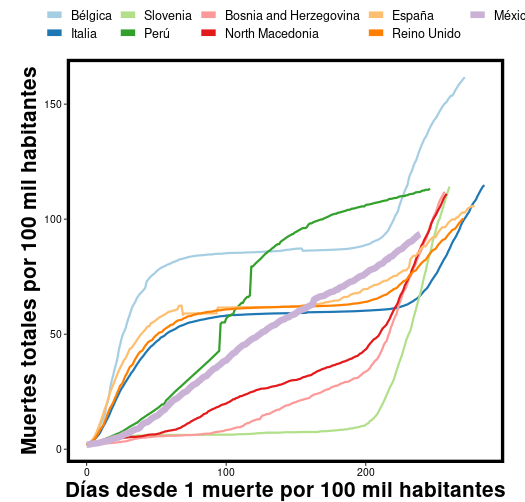 Bélgica Slovenia Bosnia and Herzegovina España Méxic
Italia Perú North Macedonia Reino Unido
Muertes totales por 100 mil habitantes
150
100
50
0
0 100 200
Días desde 1 muerte por 100 mil habitantes